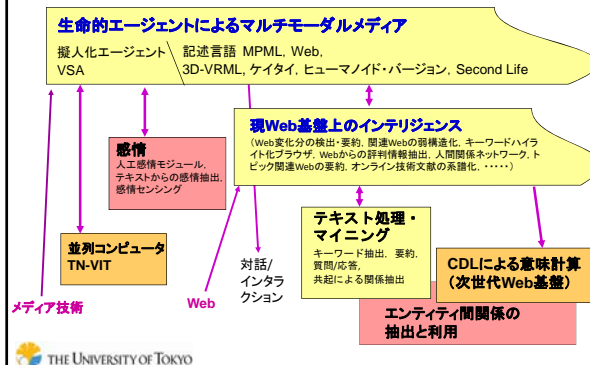 生命的エージェントによるマルチモーダルメディア
擬人化エージェント
VSA
記述言語 MPML, Web,
3D-VRML, ケイタイ, ヒューマノイド・バージョン, Second Life
現Web基盤上のインテリジェンス
(Web変化分の検出・要約, 関連Webの弱構造化, キーワードハイラ
イト化ブラウザ, Webからの評判情報抽出, 人間関係ネットワーク, ト
ピック関連Webの要約, オンライン技術文献の系譜化, ・・・・・)
感情
人工感情モジュール,
テキストからの感情抽出,
感情センシング
テキスト処理・
マイニング
キーワード抽出, 要約,
質問/応答,
共起による関係抽出
並列コンピュータ
TN-VIT
対話/
インタラ
クション
CDLによる意味計算
(次世代Web基盤)
メディア技術
Web
エンティティ間関係の
抽出と利用
THE UNIVERSITY OF TOKYO